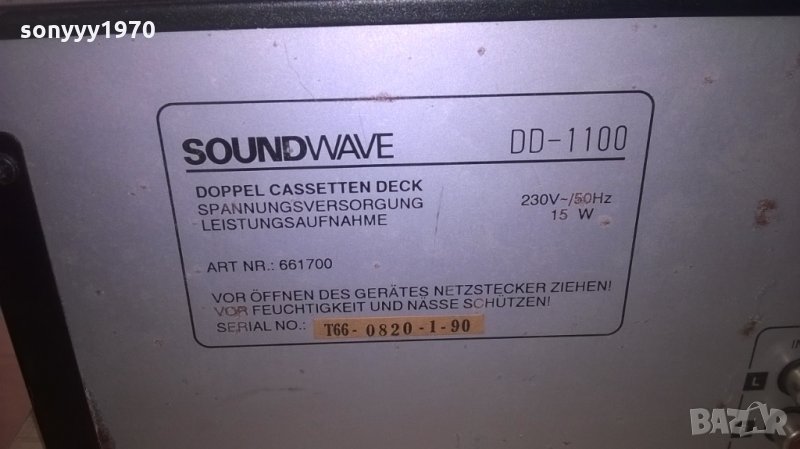 sonyyy1970
SOUNDWAVE DD-1100
DOPPEL CASSETTEN DECK
SPANNUNGSVERSORGUNG 230V~/50Hz
LEISTUNGSAUFNAHME 15 W
ART NR.: 661700
VOR ÖFFNEN DES GERÄTES NETZSTECKER ZIEHEN!
VOR FEUCHTIGKEIT UND NÄSSE SCHÜTZEN!
SERIAL NO.: T66-0820-1-90
L
BAZAR